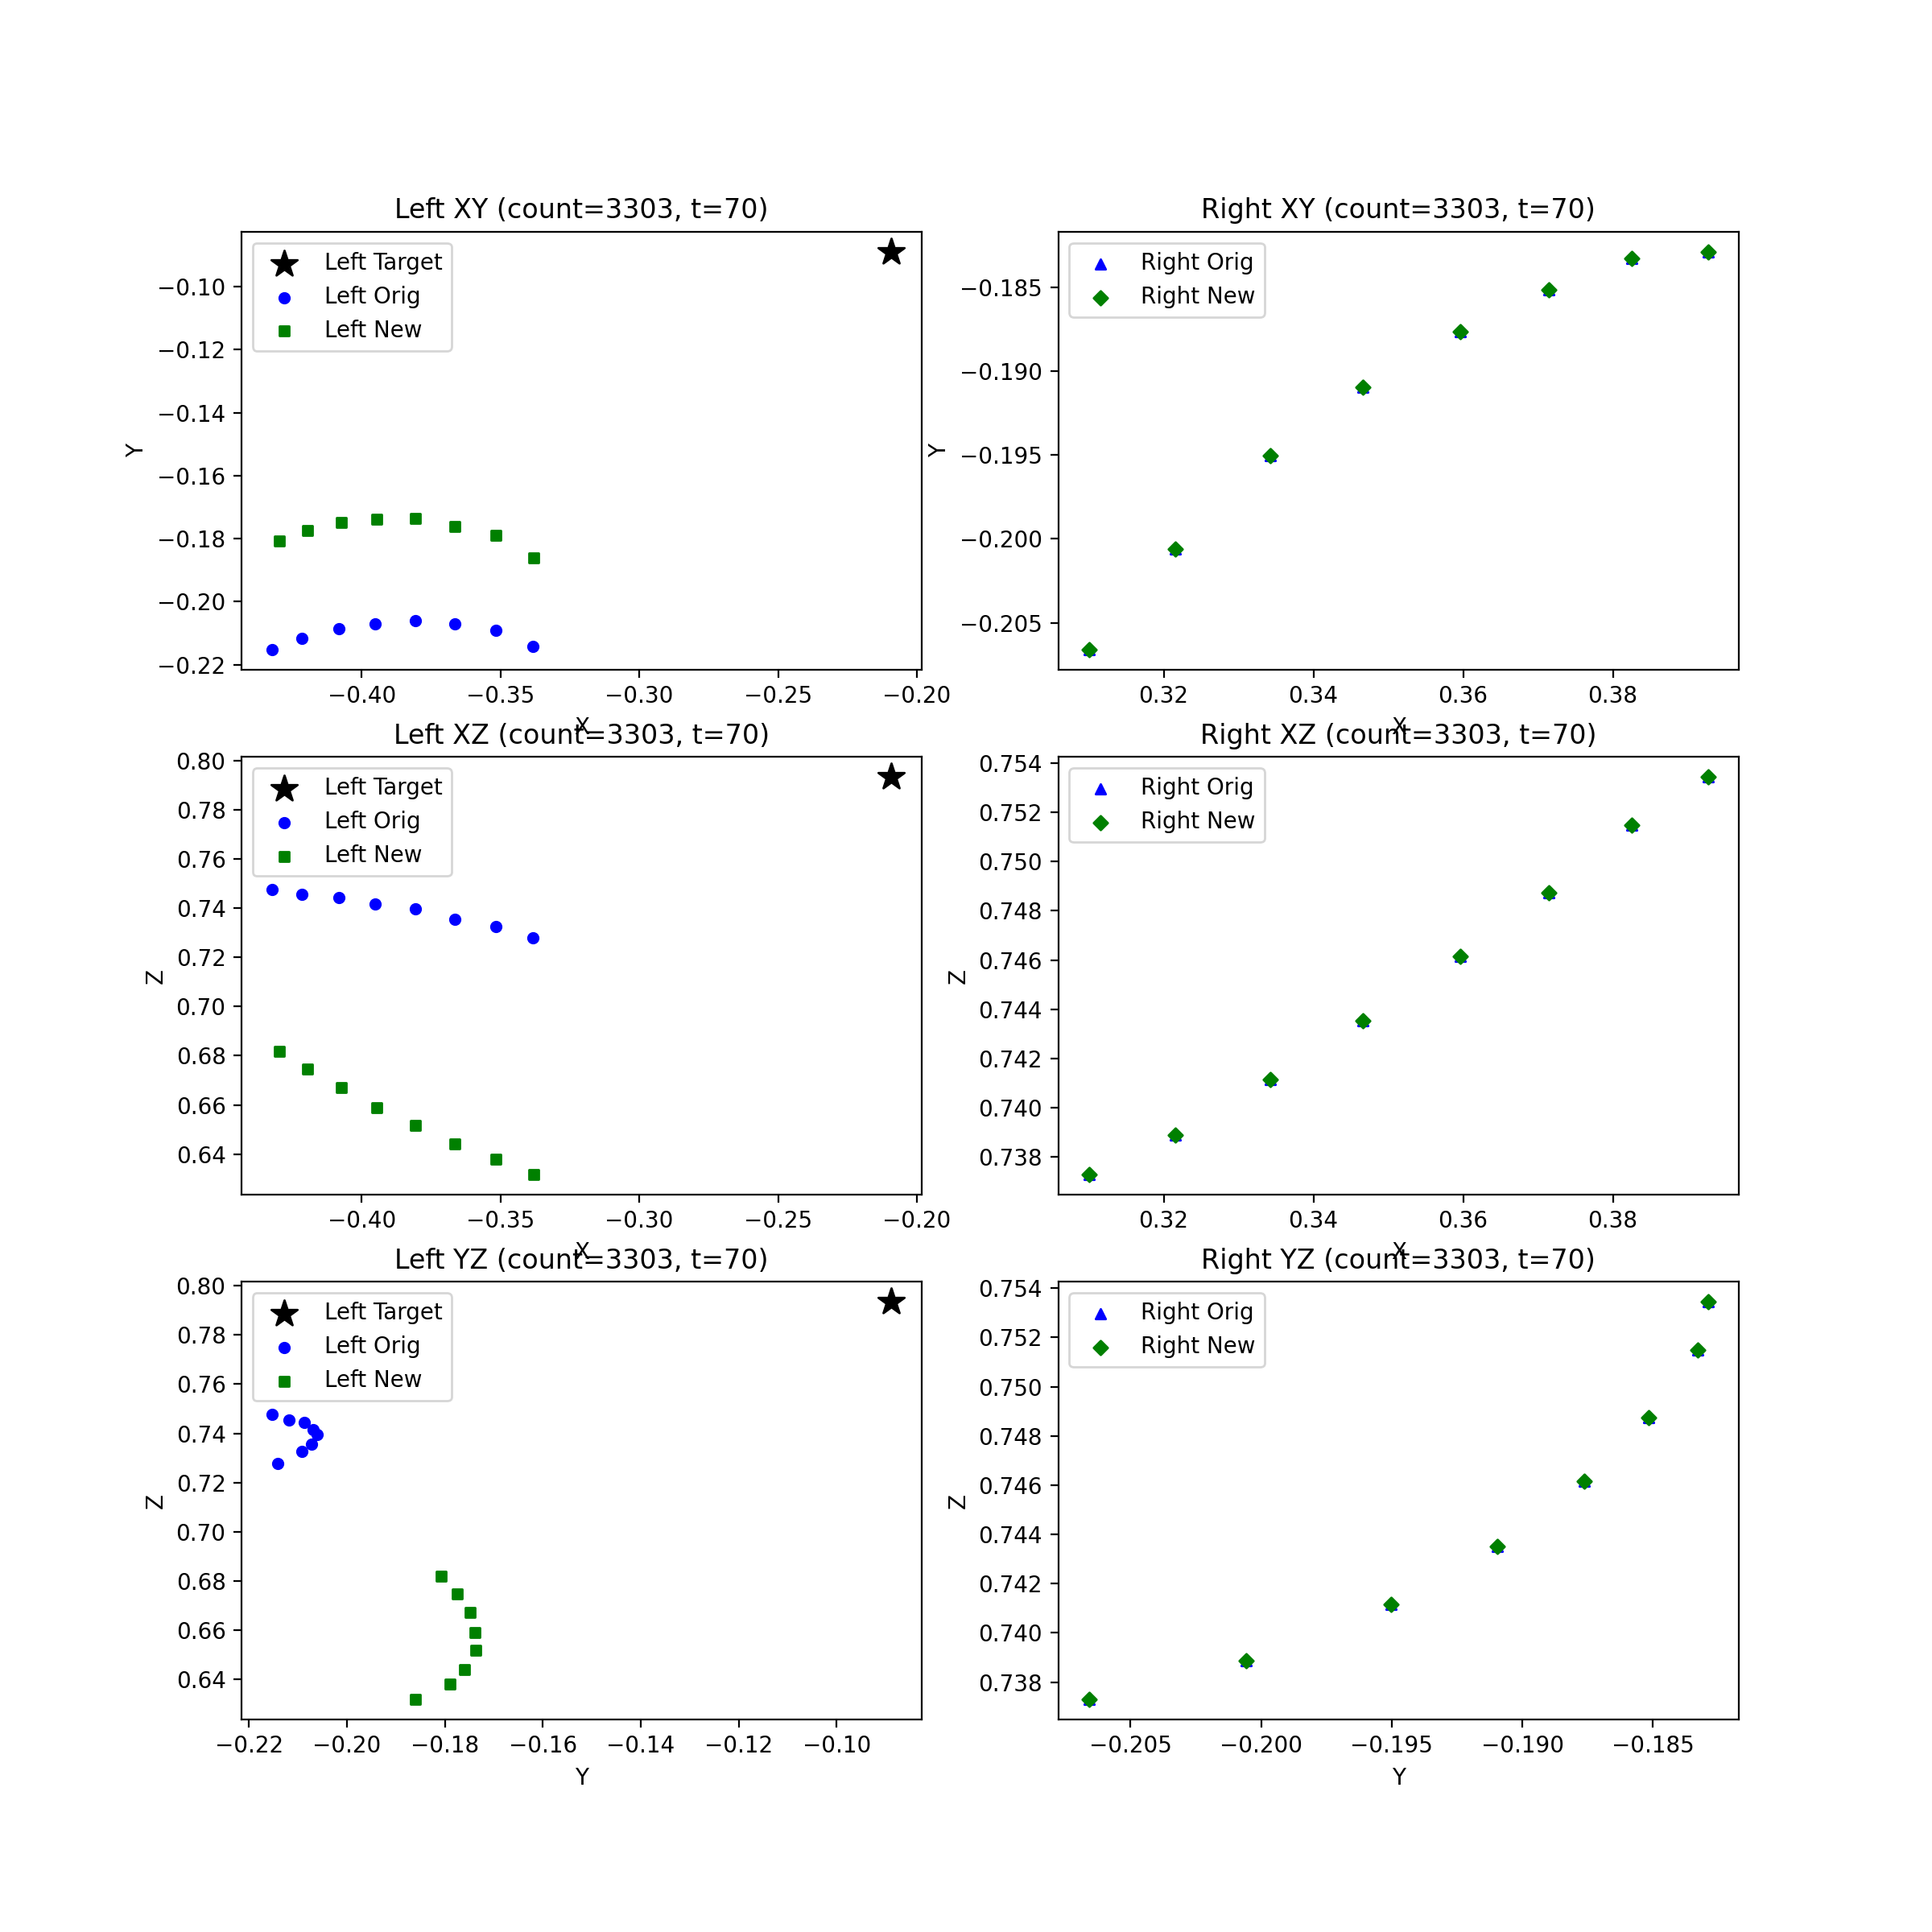 Left XY (count=3303, t=70)
Left Target
Left Orig
Left New
−0.10
−0.12
−0.14
−0.16
−0.18
−0.20
−0.22
Y
−0.40
−0.35
−0.30
−0.25
−0.20
X
Right XY (count=3303, t=70)
Right Orig
Right New
−0.185
−0.190
−0.195
−0.200
−0.205
Y
0.32
0.34
0.36
0.38
X
Left XZ (count=3303, t=70)
Left Target
Left Orig
Left New
0.80
0.78
0.76
0.74
0.72
0.70
0.68
0.66
0.64
Z
−0.40
−0.35
−0.30
−0.25
−0.20
X
Right XZ (count=3303, t=70)
Right Orig
Right New
0.754
0.752
0.750
0.748
0.746
0.744
0.742
0.740
0.738
Z
0.32
0.34
0.36
0.38
X
Left YZ (count=3303, t=70)
Left Target
Left Orig
Left New
0.80
0.78
0.76
0.74
0.72
0.70
0.68
0.66
0.64
Z
−0.22
−0.20
−0.18
−0.16
−0.14
−0.12
−0.10
Y
Right YZ (count=3303, t=70)
Right Orig
Right New
0.754
0.752
0.750
0.748
0.746
0.744
0.742
0.740
0.738
Z
−0.205
−0.200
−0.195
−0.190
−0.185
Y